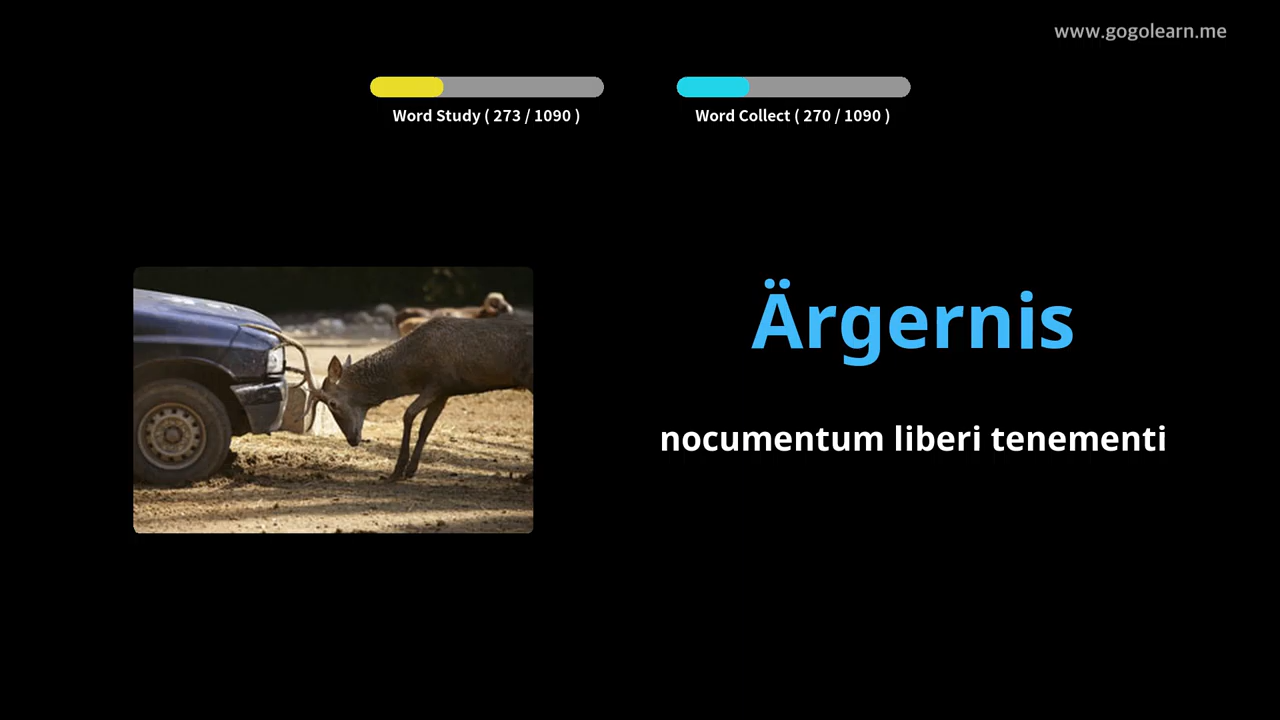 www.gogolearn.me
Word Study ( 273 / 1090 )
Word Collect ( 270 / 1090 )
Ärgernis
nocumentum liberi tenementi